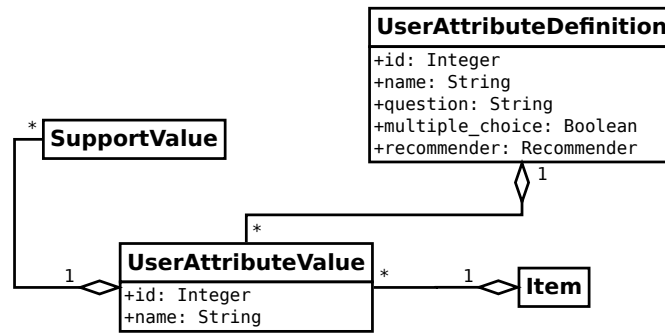 UserAttributeDefinition
+id: Integer
+name: String
+question: String
+multiple_choice: Boolean
+recommender: Recommender
1
*
SupportValue
*
1
UserAttributeValue
+id: Integer
+name: String
*
1
Item